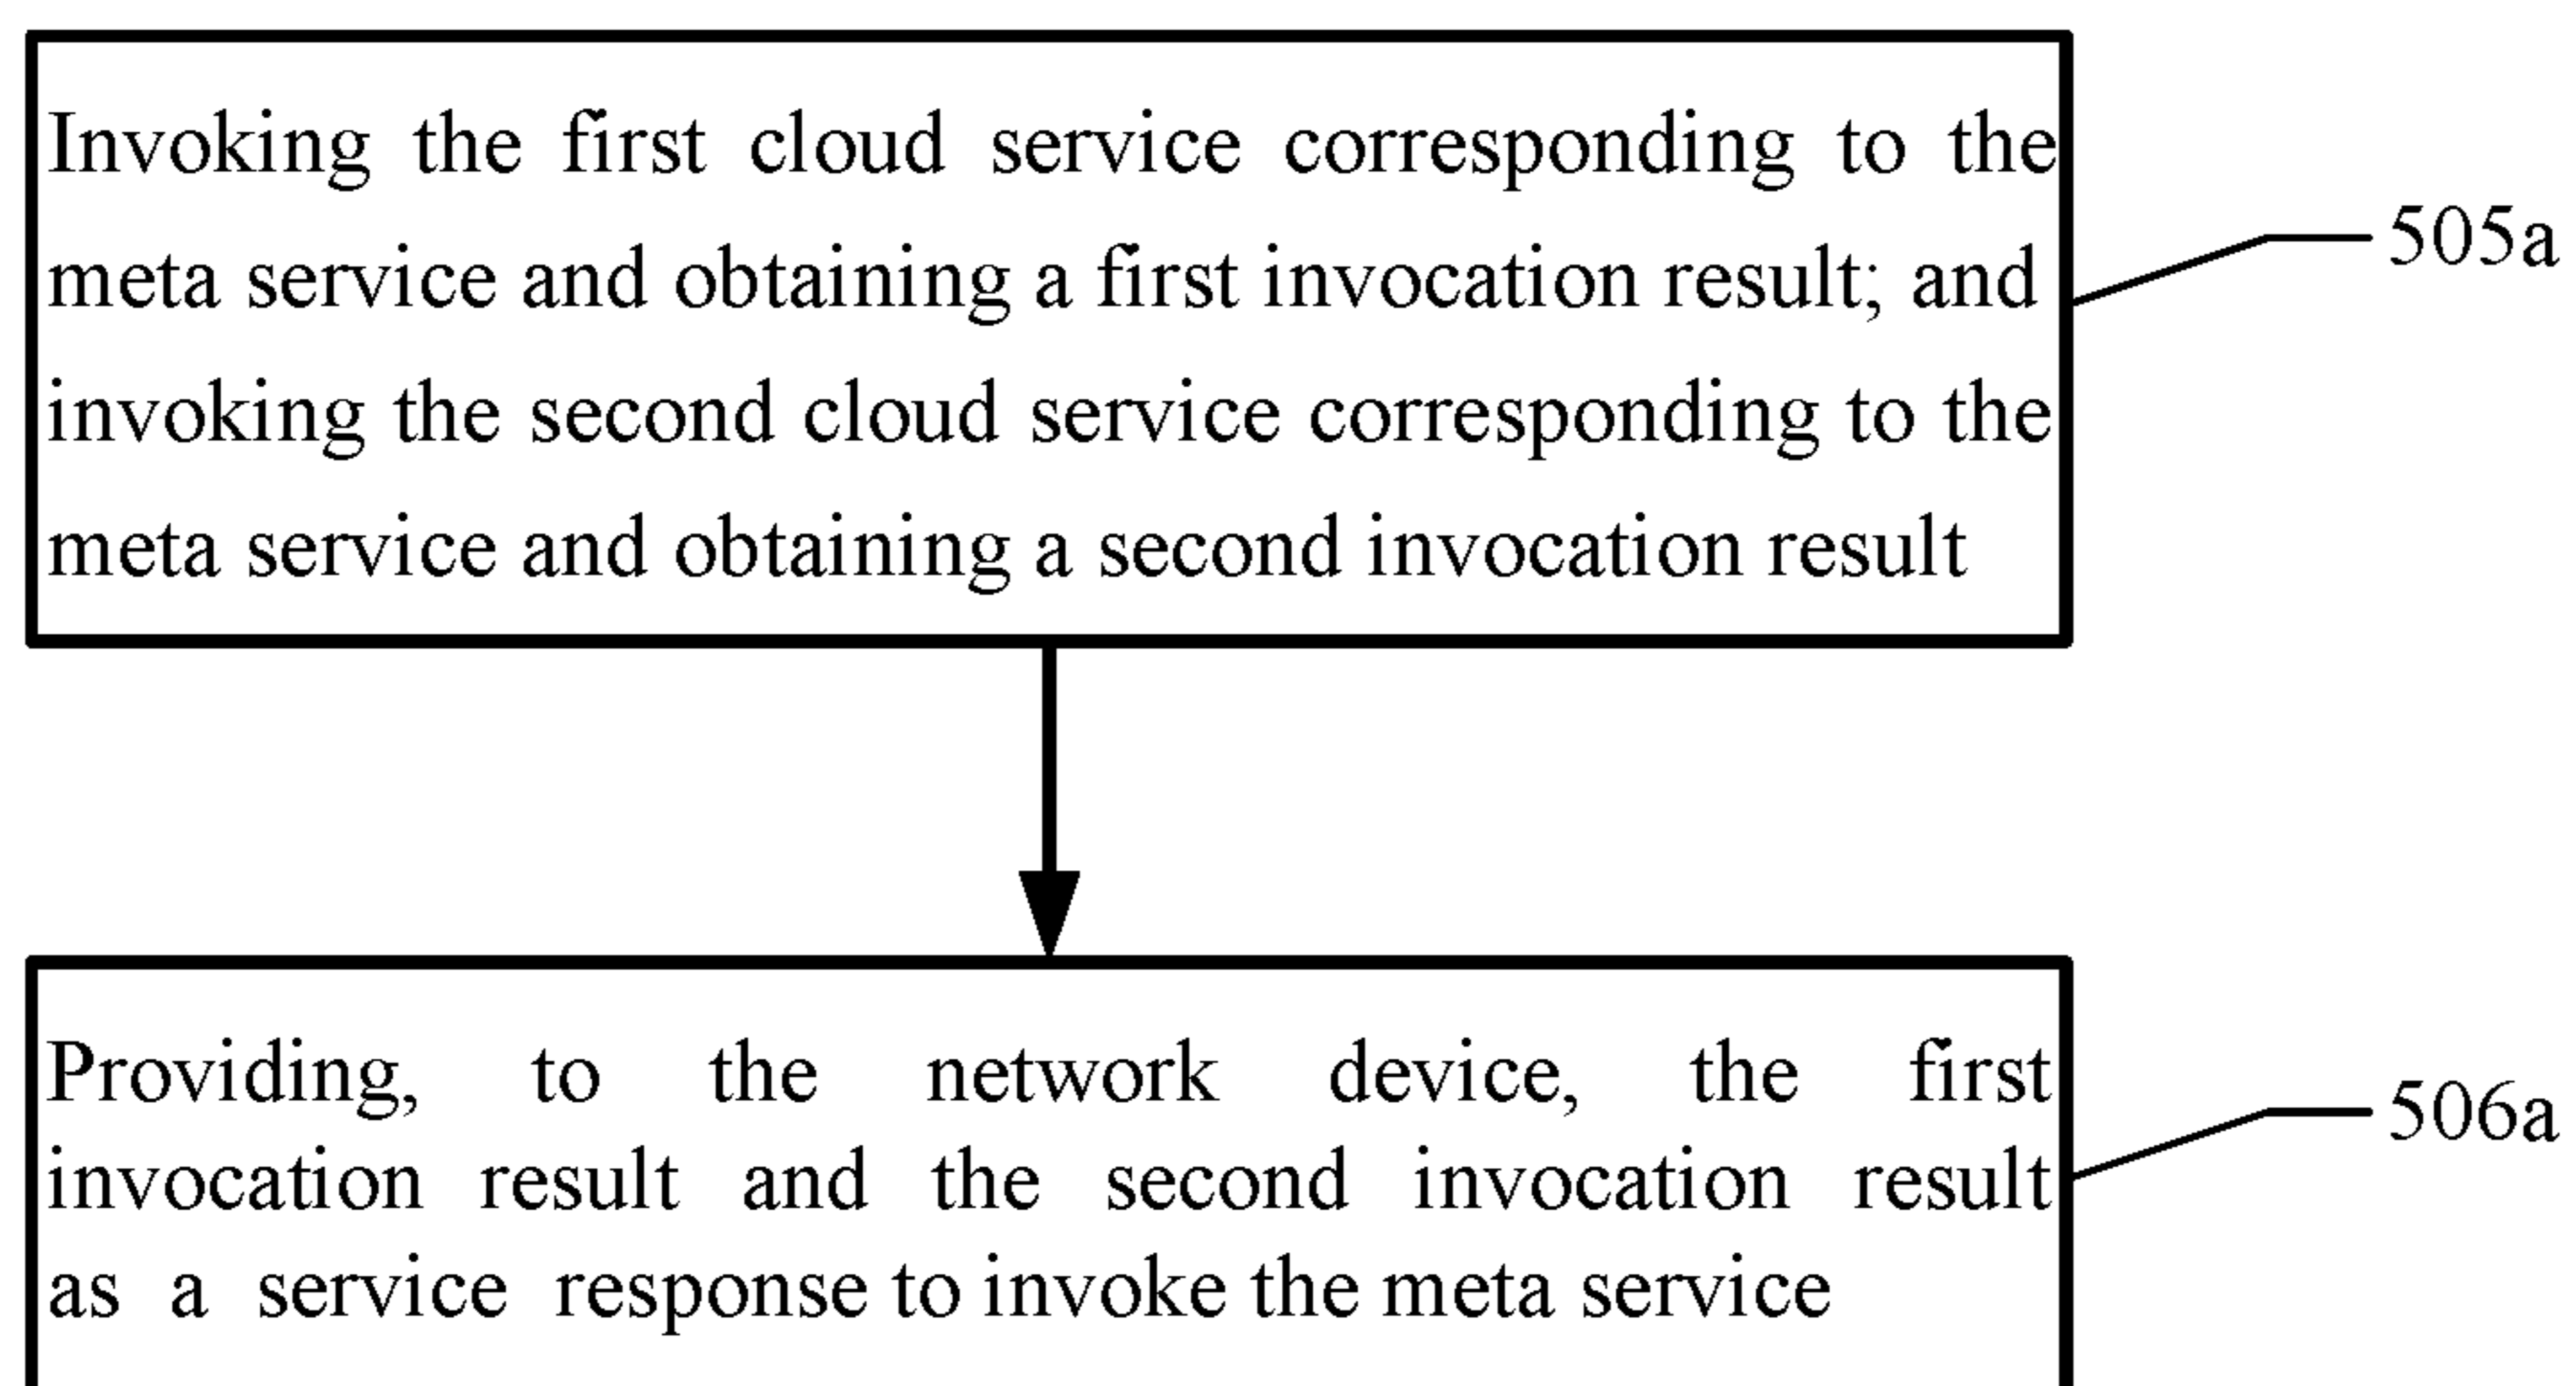 Invoking the first cloud service corresponding to the
meta service and obtaining a first invocation result; and
invoking the second cloud service corresponding to the
meta service and obtaining a second invocation result
505a
Providing, to the network device, the first
invocation result and the second invocation result
as a service response to invoke the meta service
506a